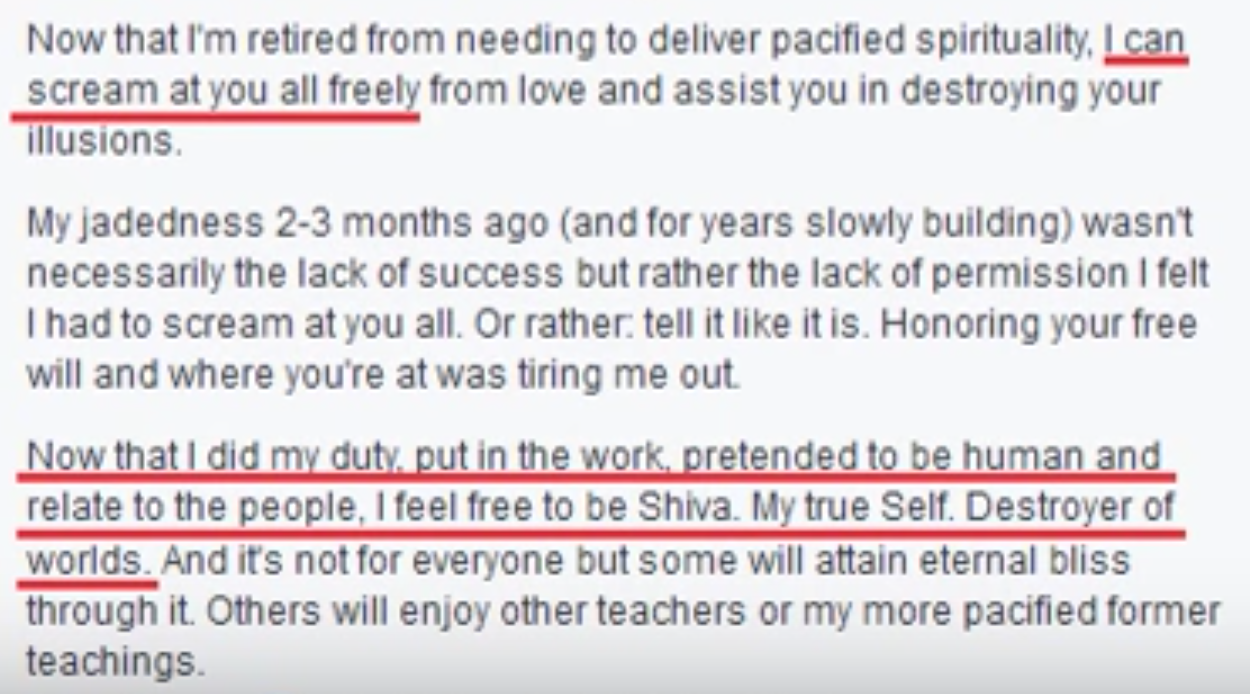 Now that I'm retired from needing to deliver pacified spirituality, I can
scream at you all freely from love and assist you in destroying your
illusions.
My jadedness 2-3 months ago (and for years slowly building) wasn't
necessarily the lack of success but rather the lack of permission I felt
I had to scream at you all. Or rather: tell it like it is. Honoring your free
will and where you're at was tiring me out.
Now that I did my duty, put in the work, pretended to be human and
relate to the people, I feel free to be Shiva. My true Self. Destroyer of
worlds. And it's not for everyone but some will attain eternal bliss
through it. Others will enjoy other teachers or my more pacified former
teachings.